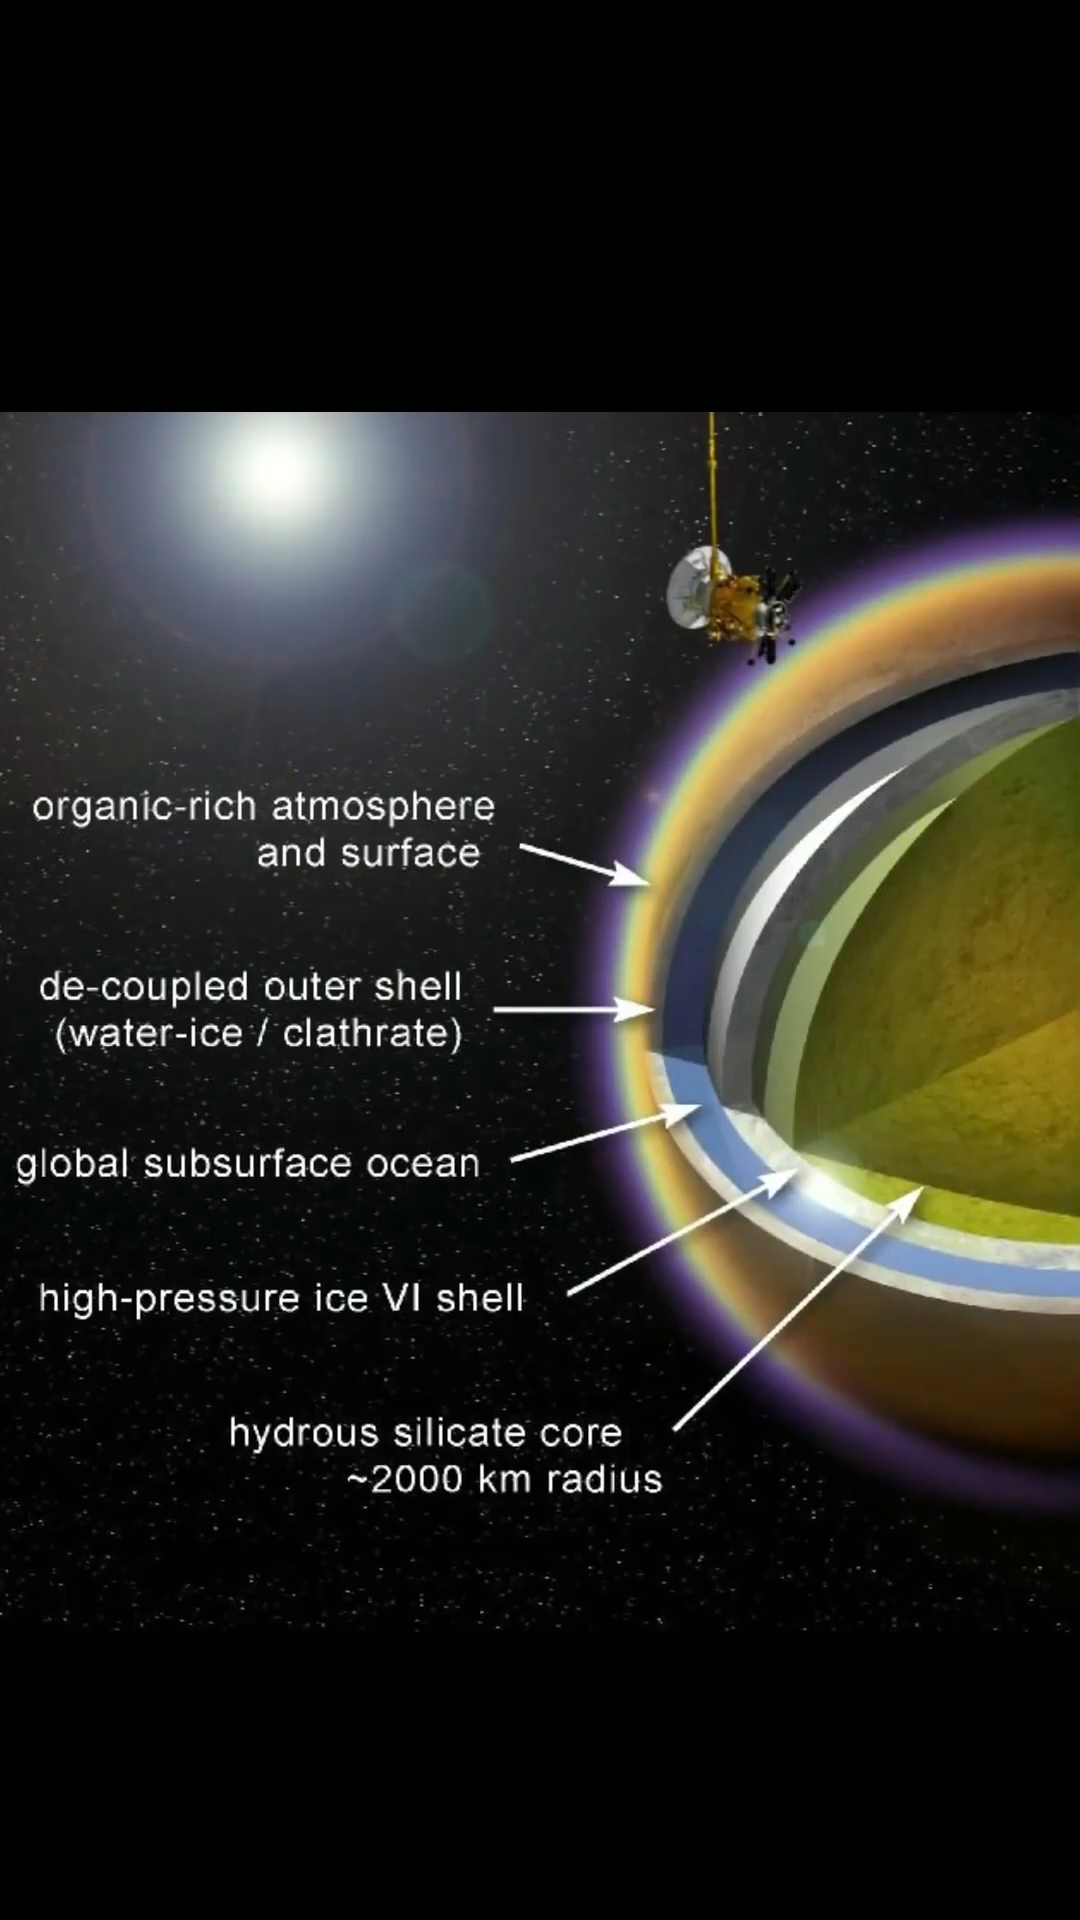 organic-rich atmosphere
and surface
de-coupled outer shell
(water-ice / clathrate)
global subsurface ocean
high-pressure ice VI shell
hydrous silicate core
~2000 km radius